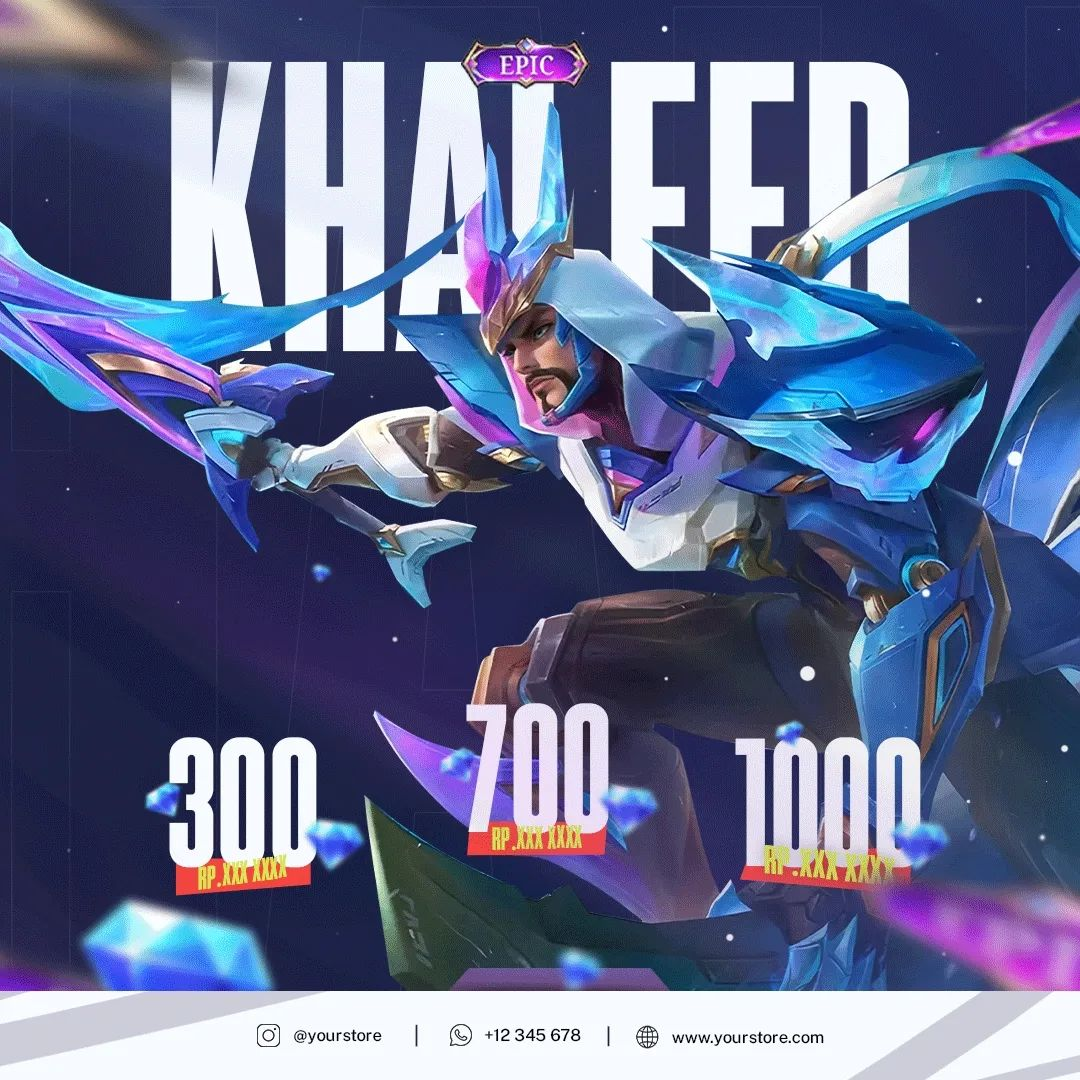 EPIC
KHALEED
300
RP.XXX XXXX
700
RP.XXX XXXX
1000
RP.XXX XXXX
@yourstore | +12 345 678 | www.yourstore.com